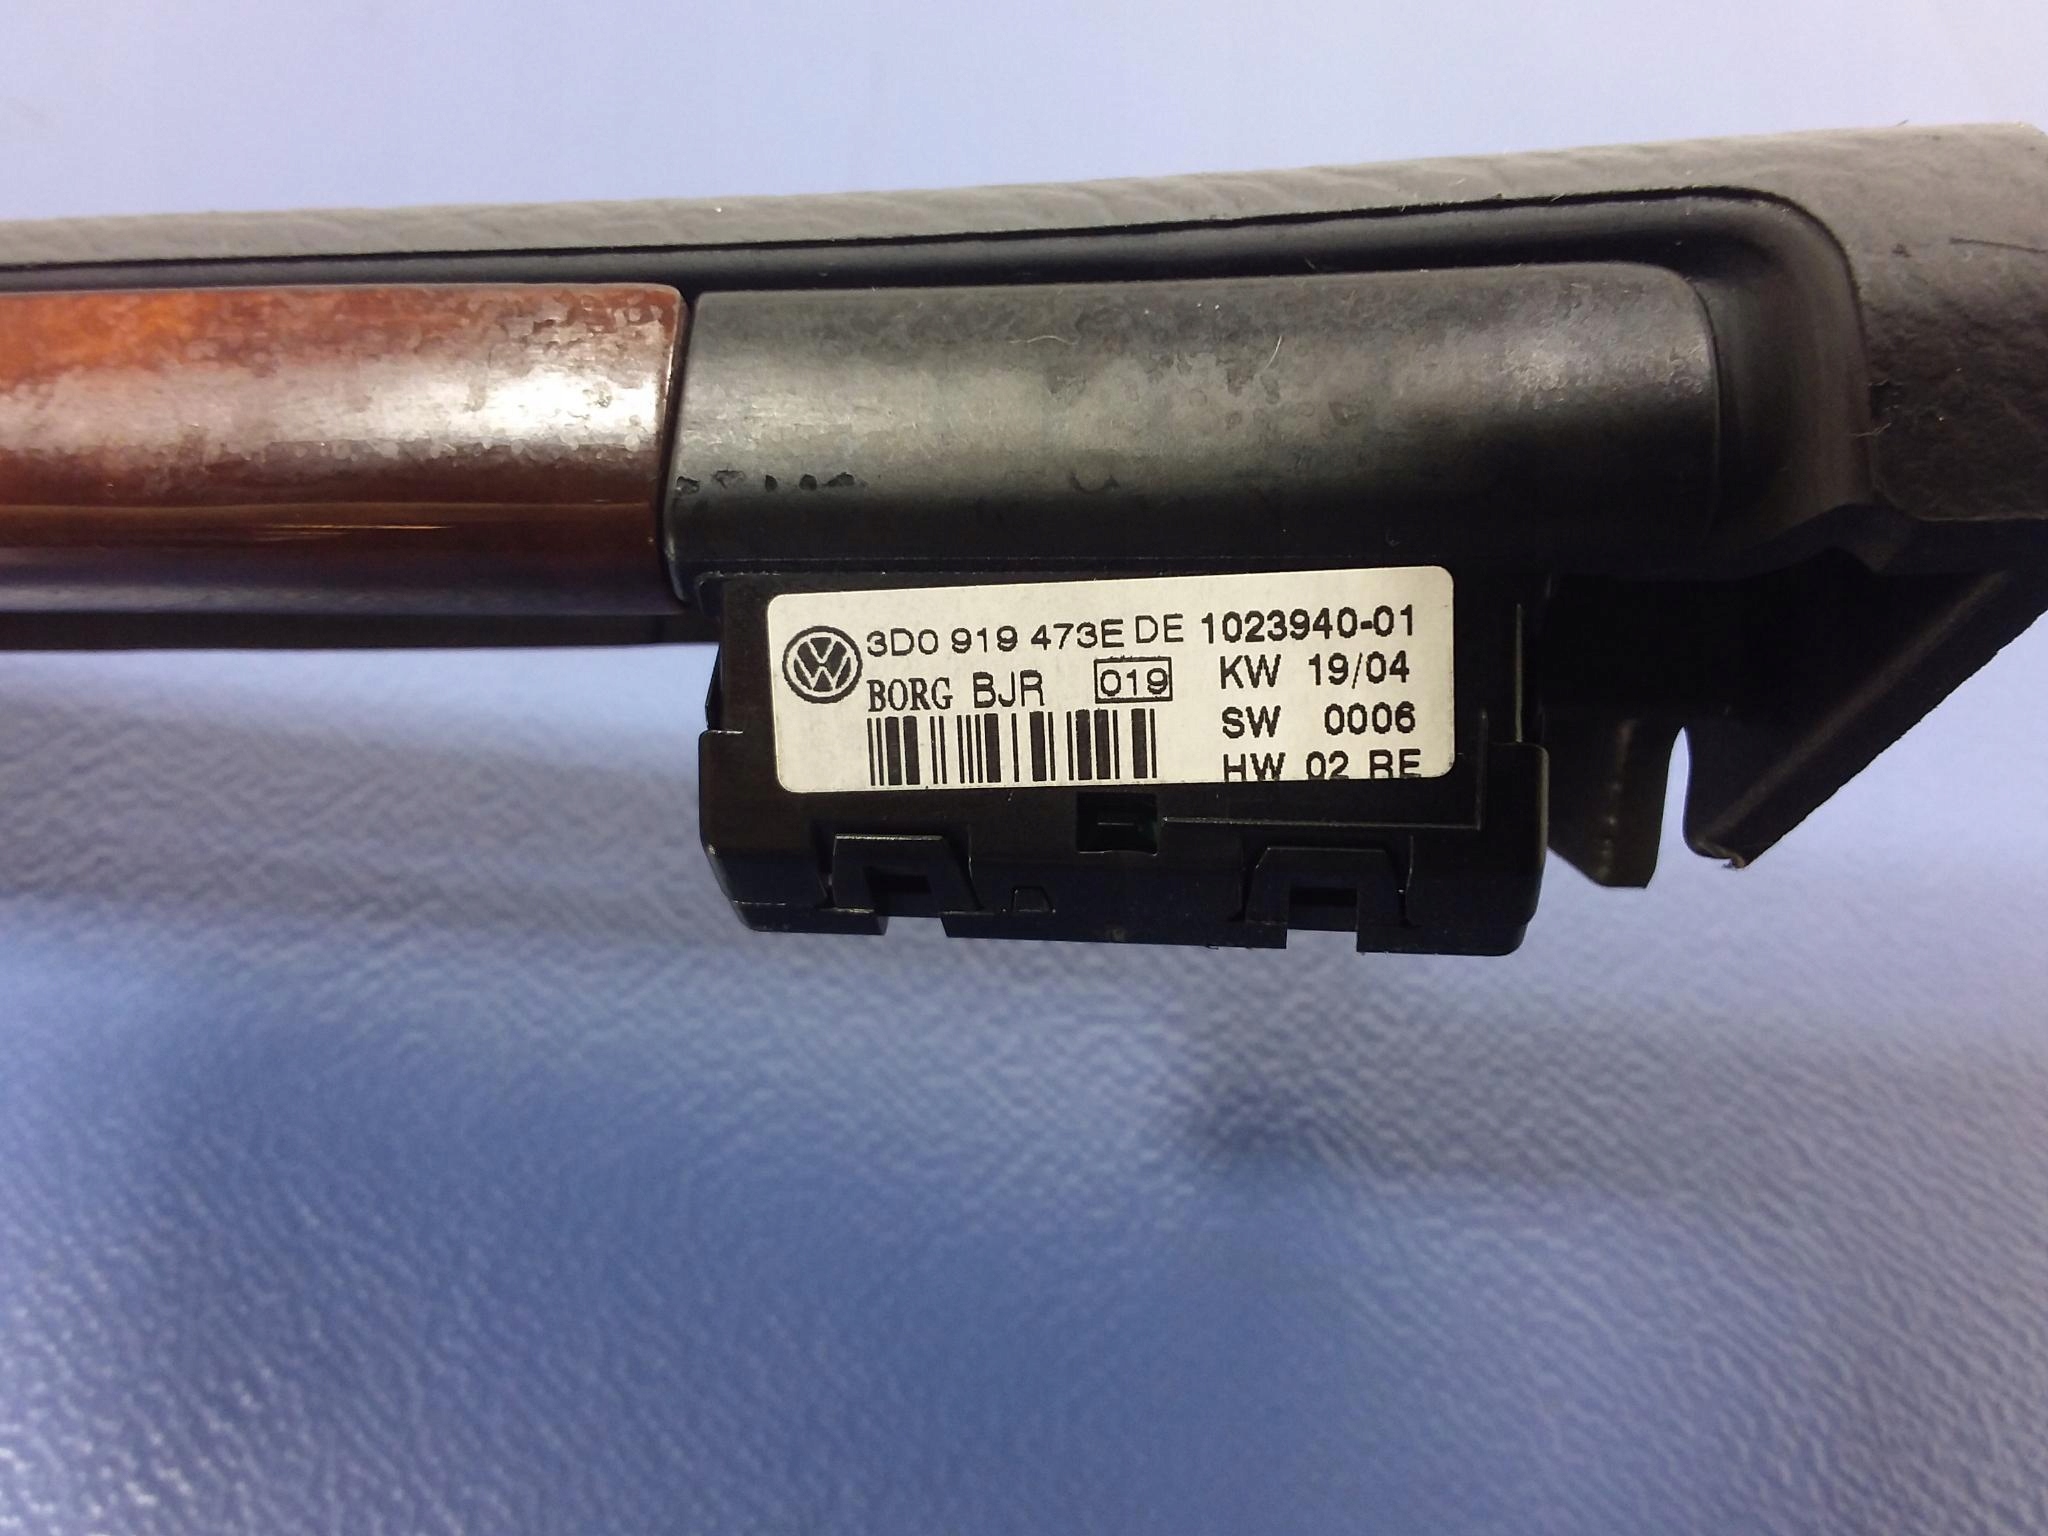 3D0 919 473E DE 1023940-01
BORG BJR 019 KW 19/04
SW 0006
HW 02 RE